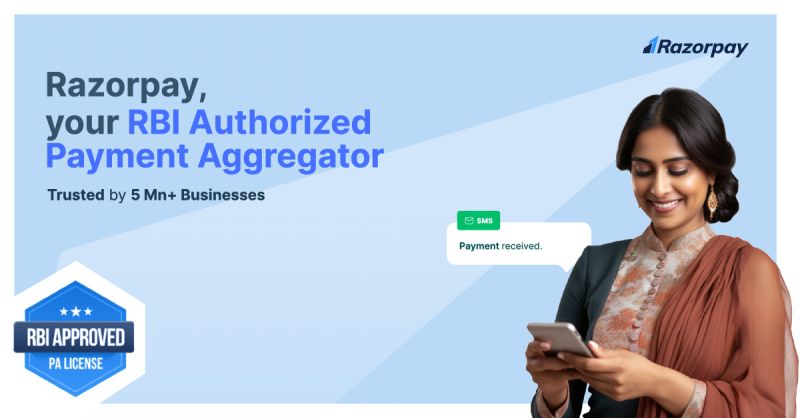 Razorpay
Razorpay,
your RBI Authorized
Payment Aggregator
Trusted by 5 Mn+ Businesses
SMS
Payment received.
RBI APPROVED
PA LICENSE